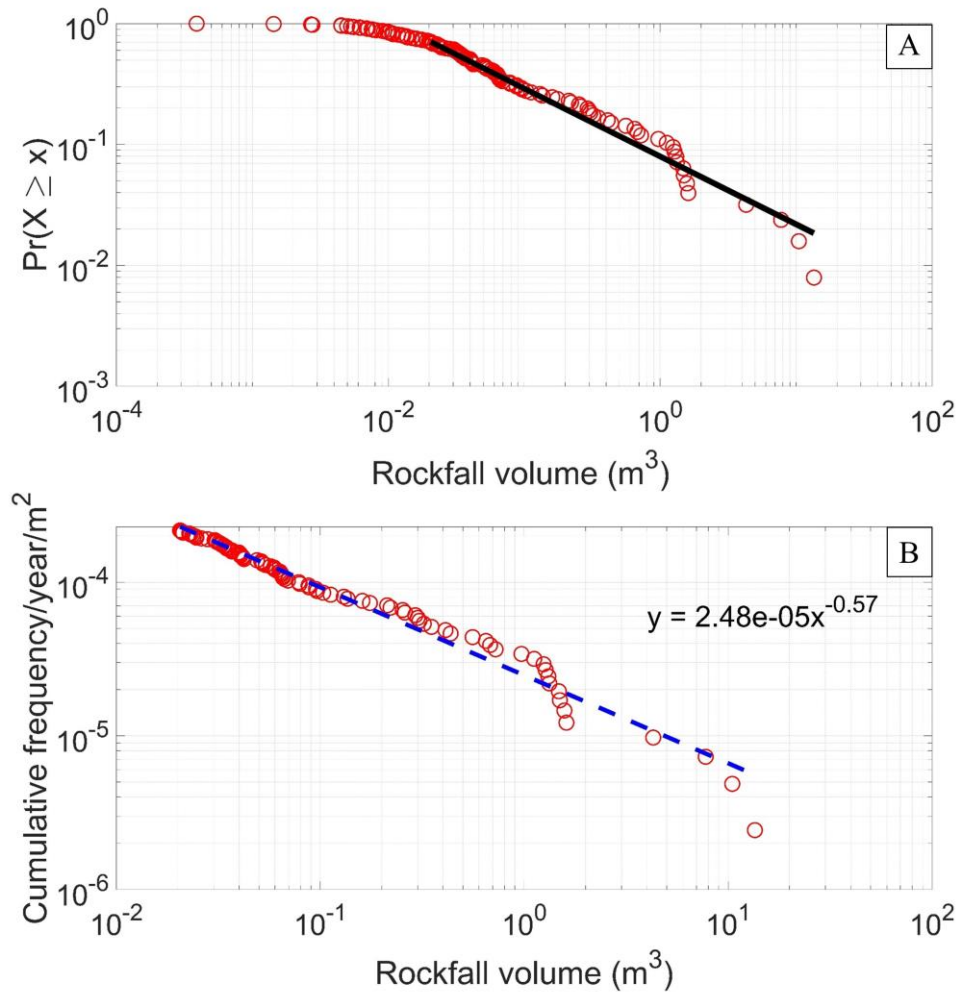 A
Pr(X ≥ x)
10^0
10^-1
10^-2
10^-3
10^-4
10^-2
10^0
10^2
Rockfall volume (m^3)
B
Cumulative frequency/year/m^2
10^-4
10^-5
10^-6
y = 2.48e-05x^-0.57
10^-2
10^-1
10^0
10^1
10^2
Rockfall volume (m^3)